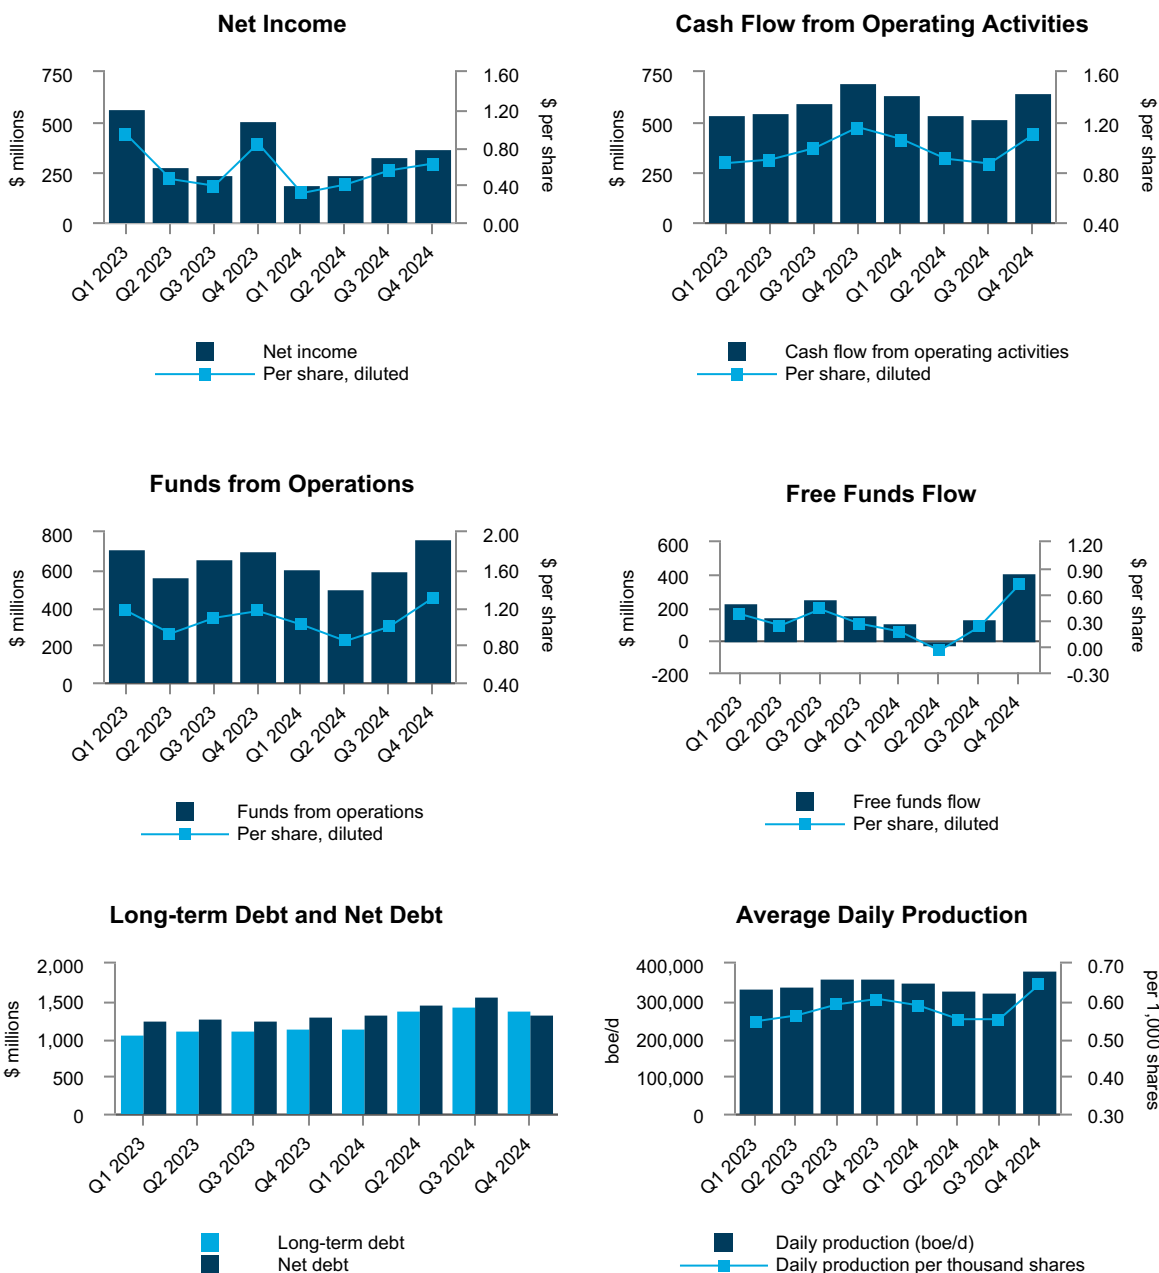 Net Income
$ millions
750
500
250
0
1.60
1.20
0.80
0.40
0.00
$ per share
Q1 2023
Q2 2023
Q3 2023
Q4 2023
Q1 2024
Q2 2024
Q3 2024
Q4 2024
Net income
Per share, diluted
Cash Flow from Operating Activities
$ millions
750
500
250
0
1.60
1.20
0.80
0.40
$ per share
Q1 2023
Q2 2023
Q3 2023
Q4 2023
Q1 2024
Q2 2024
Q3 2024
Q4 2024
Cash flow from operating activities
Per share, diluted
Funds from Operations
$ millions
800
600
400
200
0
2.00
1.60
1.20
0.80
0.40
$ per share
Q1 2023
Q2 2023
Q3 2023
Q4 2023
Q1 2024
Q2 2024
Q3 2024
Q4 2024
Funds from operations
Per share, diluted
Free Funds Flow
$ millions
600
400
200
0
-200
1.20
0.90
0.60
0.30
0.00
-0.30
$ per share
Q1 2023
Q2 2023
Q3 2023
Q4 2023
Q1 2024
Q2 2024
Q3 2024
Q4 2024
Free funds flow
Per share, diluted
Long-term Debt and Net Debt
$ millions
2,000
1,500
1,000
500
0
Q1 2023
Q2 2023
Q3 2023
Q4 2023
Q1 2024
Q2 2024
Q3 2024
Q4 2024
Long-term debt
Net debt
Average Daily Production
boe/d
400,000
300,000
200,000
100,000
0
0.70
0.60
0.50
0.40
0.30
per 1,000 shares
Q1 2023
Q2 2023
Q3 2023
Q4 2023
Q1 2024
Q2 2024
Q3 2024
Q4 2024
Daily production (boe/d)
Daily production per thousand shares